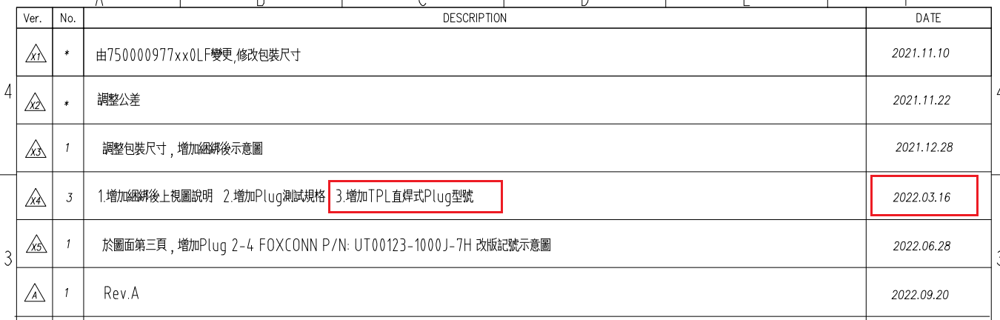 Ver. No. DESCRIPTION DATE
X1 * 由750000977xx0LF變更,修改包裝尺寸 2021.11.10
4
X2 * 調整公差 2021.11.22
X3 1 調整包裝尺寸,增加綑綁後示意圖 2021.12.28
X4 3 1.增加綑綁後上視圖說明 2.增加Plug測試規格 3.增加TPL直焊式Plug型號 2022.03.16
X5 1 於圖面第三頁,增加Plug 2-4 FOXCONN P/N: UT00123-1000J-7H 改版記號示意圖 2022.06.28
3
A 1 Rev.A 2022.09.20